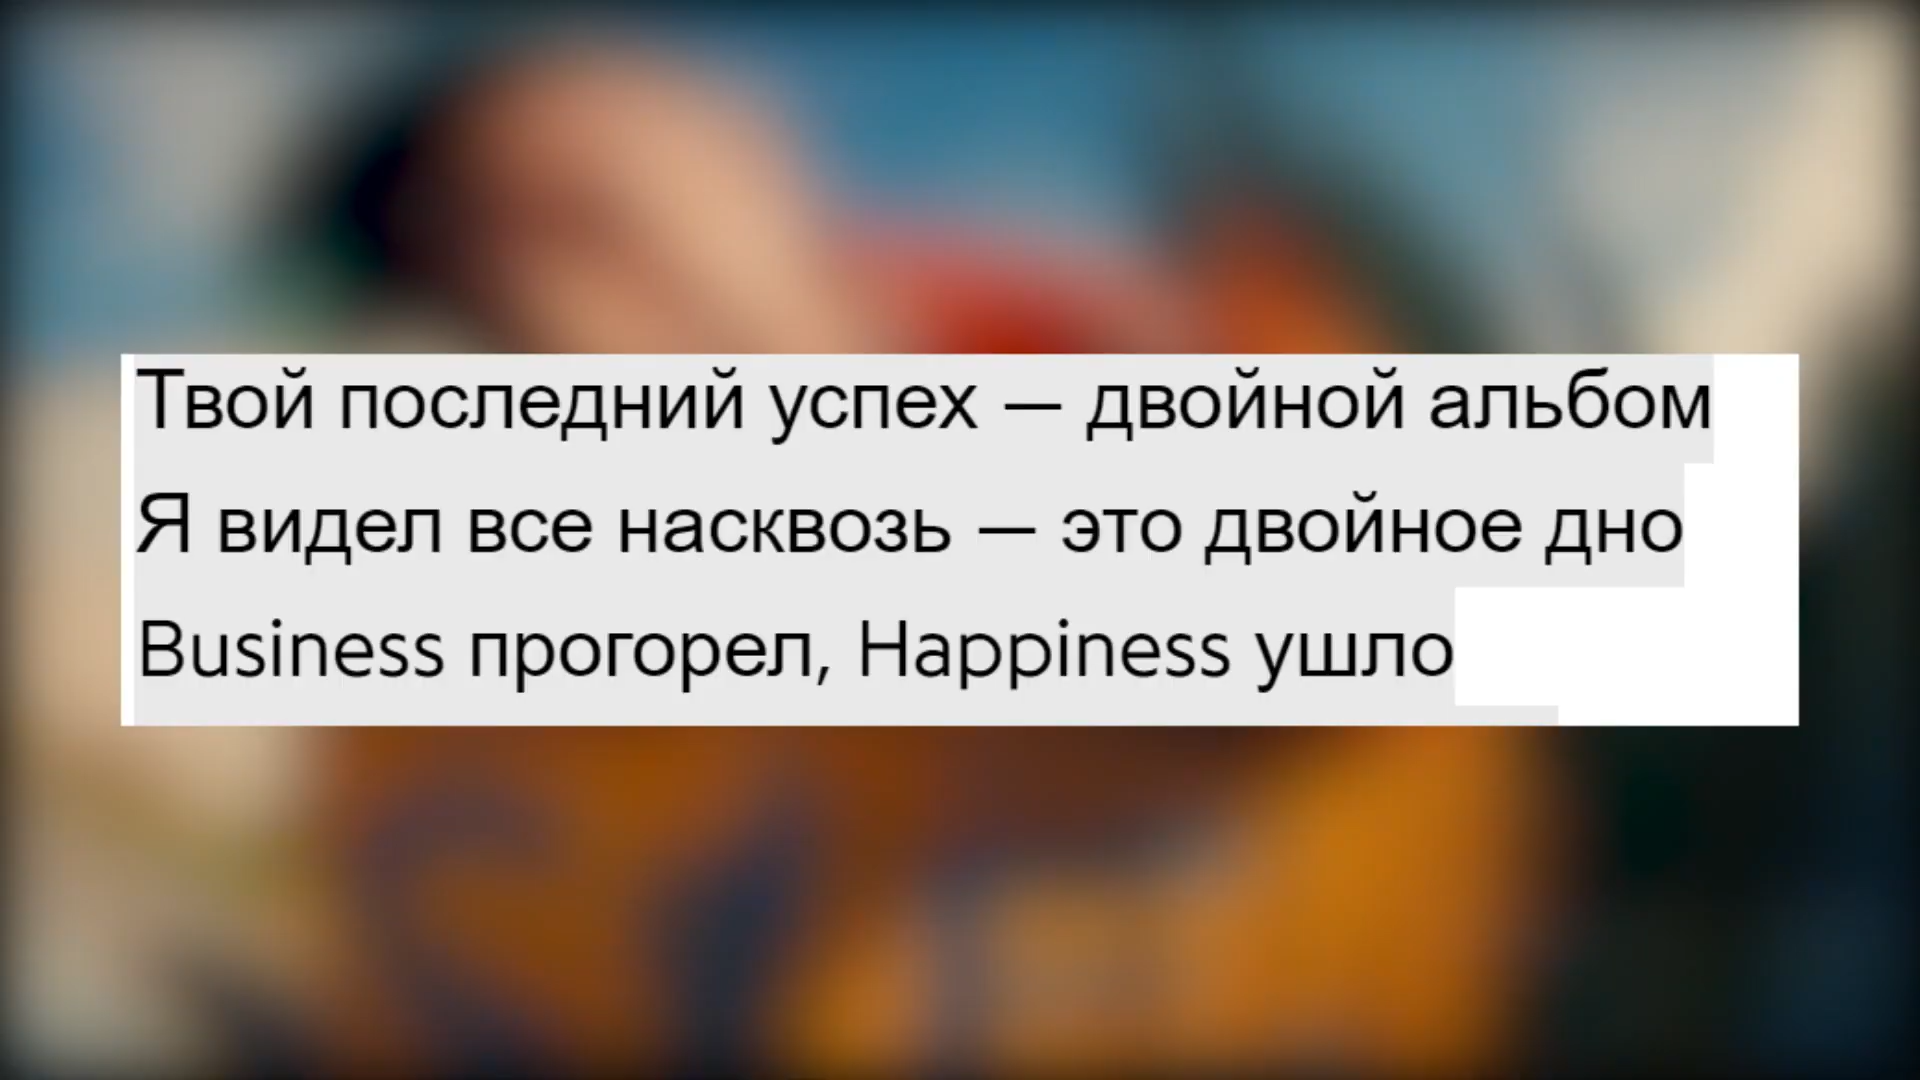 Твой последний успех — двойной альбом
Я видел все насквозь — это двойное дно
Business прогорел, Happiness ушло